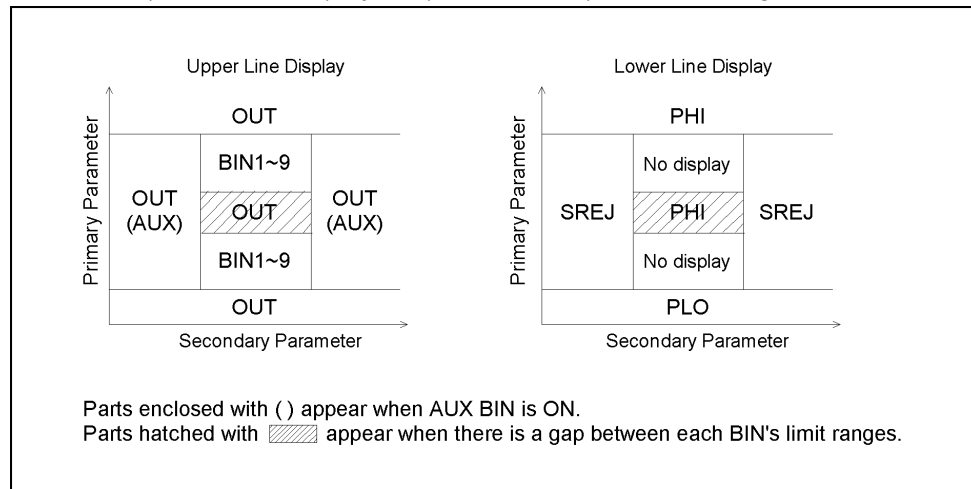 Upper Line Display
Primary Parameter
OUT
BIN1~9
OUT
(AUX)
OUT
OUT
(AUX)
BIN1~9
OUT
Secondary Parameter
Lower Line Display
Primary Parameter
PHI
No display
SREJ
PHI
SREJ
No display
PLO
Secondary Parameter
Parts enclosed with ( ) appear when AUX BIN is ON.
Parts hatched with appear when there is a gap between each BIN's limit ranges.